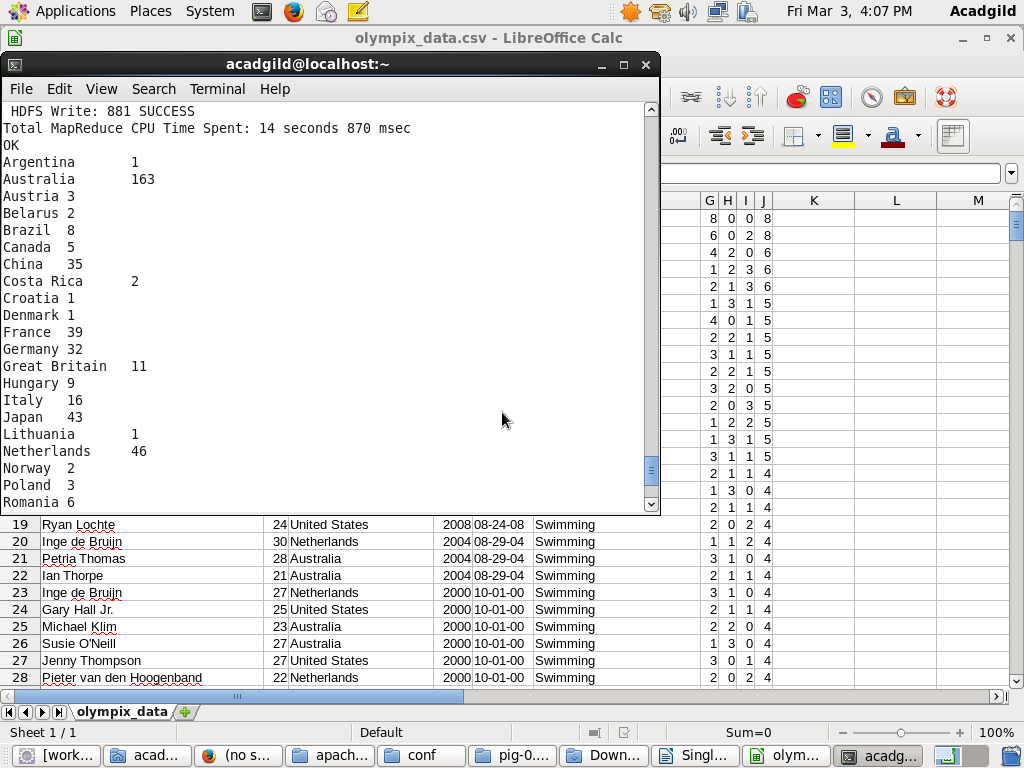 Applications Places System Fri Mar 3, 4:07 PM Acadgild
olympix_data.csv - LibreOffice Calc
acadgild@localhost:~
File Edit View Search Terminal Help
HDFS Write: 881 SUCCESS
Total MapReduce CPU Time Spent: 14 seconds 870 msec
OK
Argentina 1
Australia 163
Austria 3
Belarus 2
Brazil 8
Canada 5
China 35
Costa Rica 2
Croatia 1
Denmark 1
France 39
Germany 32
Great Britain 11
Hungary 9
Italy 16
Japan 43
Lithuania 1
Netherlands 46
Norway 2
Poland 3
Romania 6
.000
G H I J K L M
8 0 0 8
6 0 2 8
4 2 0 6
1 2 3 6
2 1 3 6
1 3 1 5
4 0 1 5
2 2 1 5
3 1 1 5
2 2 1 5
3 2 0 5
2 0 3 5
1 2 2 5
1 3 1 5
3 1 1 5
2 1 1 4
1 3 0 4
2 1 1 4
19 Ryan Lochte 24 United States 2008 08-24-08 Swimming 2 0 2 4
20 Inge de Bruijn 30 Netherlands 2004 08-29-04 Swimming 1 1 2 4
21 Petria Thomas 28 Australia 2004 08-29-04 Swimming 3 1 0 4
22 Ian Thorpe 21 Australia 2004 08-29-04 Swimming 2 1 1 4
23 Inge de Bruijn 27 Netherlands 2000 10-01-00 Swimming 3 1 0 4
24 Gary Hall Jr. 25 United States 2000 10-01-00 Swimming 2 1 1 4
25 Michael Klim 23 Australia 2000 10-01-00 Swimming 2 2 0 4
26 Susie O'Neill 27 Australia 2000 10-01-00 Swimming 1 3 0 4
27 Jenny Thompson 27 United States 2000 10-01-00 Swimming 3 0 1 4
28 Pieter van den Hoogenband 22 Netherlands 2000 10-01-00 Swimming 2 0 2 4
olympix_data
Sheet 1 / 1 Default Sum=0 100%
[work... acad... (no s... apach... conf pig-0.... Down... Singl... olym... acadg...